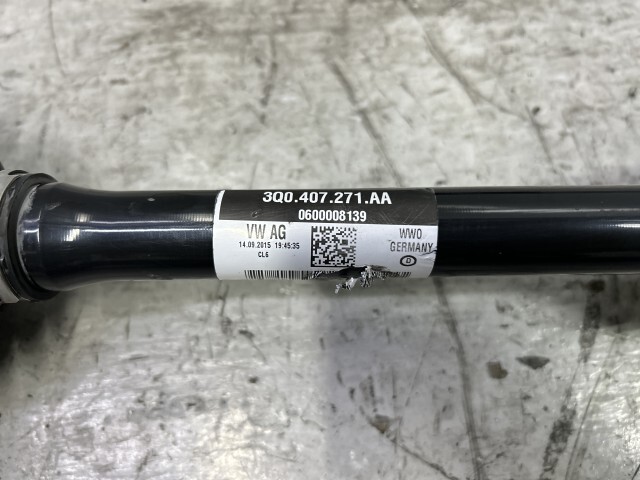 3Q0.407.271.AA
0600008139
VW AG
14.09.2015 19:45:35
CL6
WWO
GERMANY
B